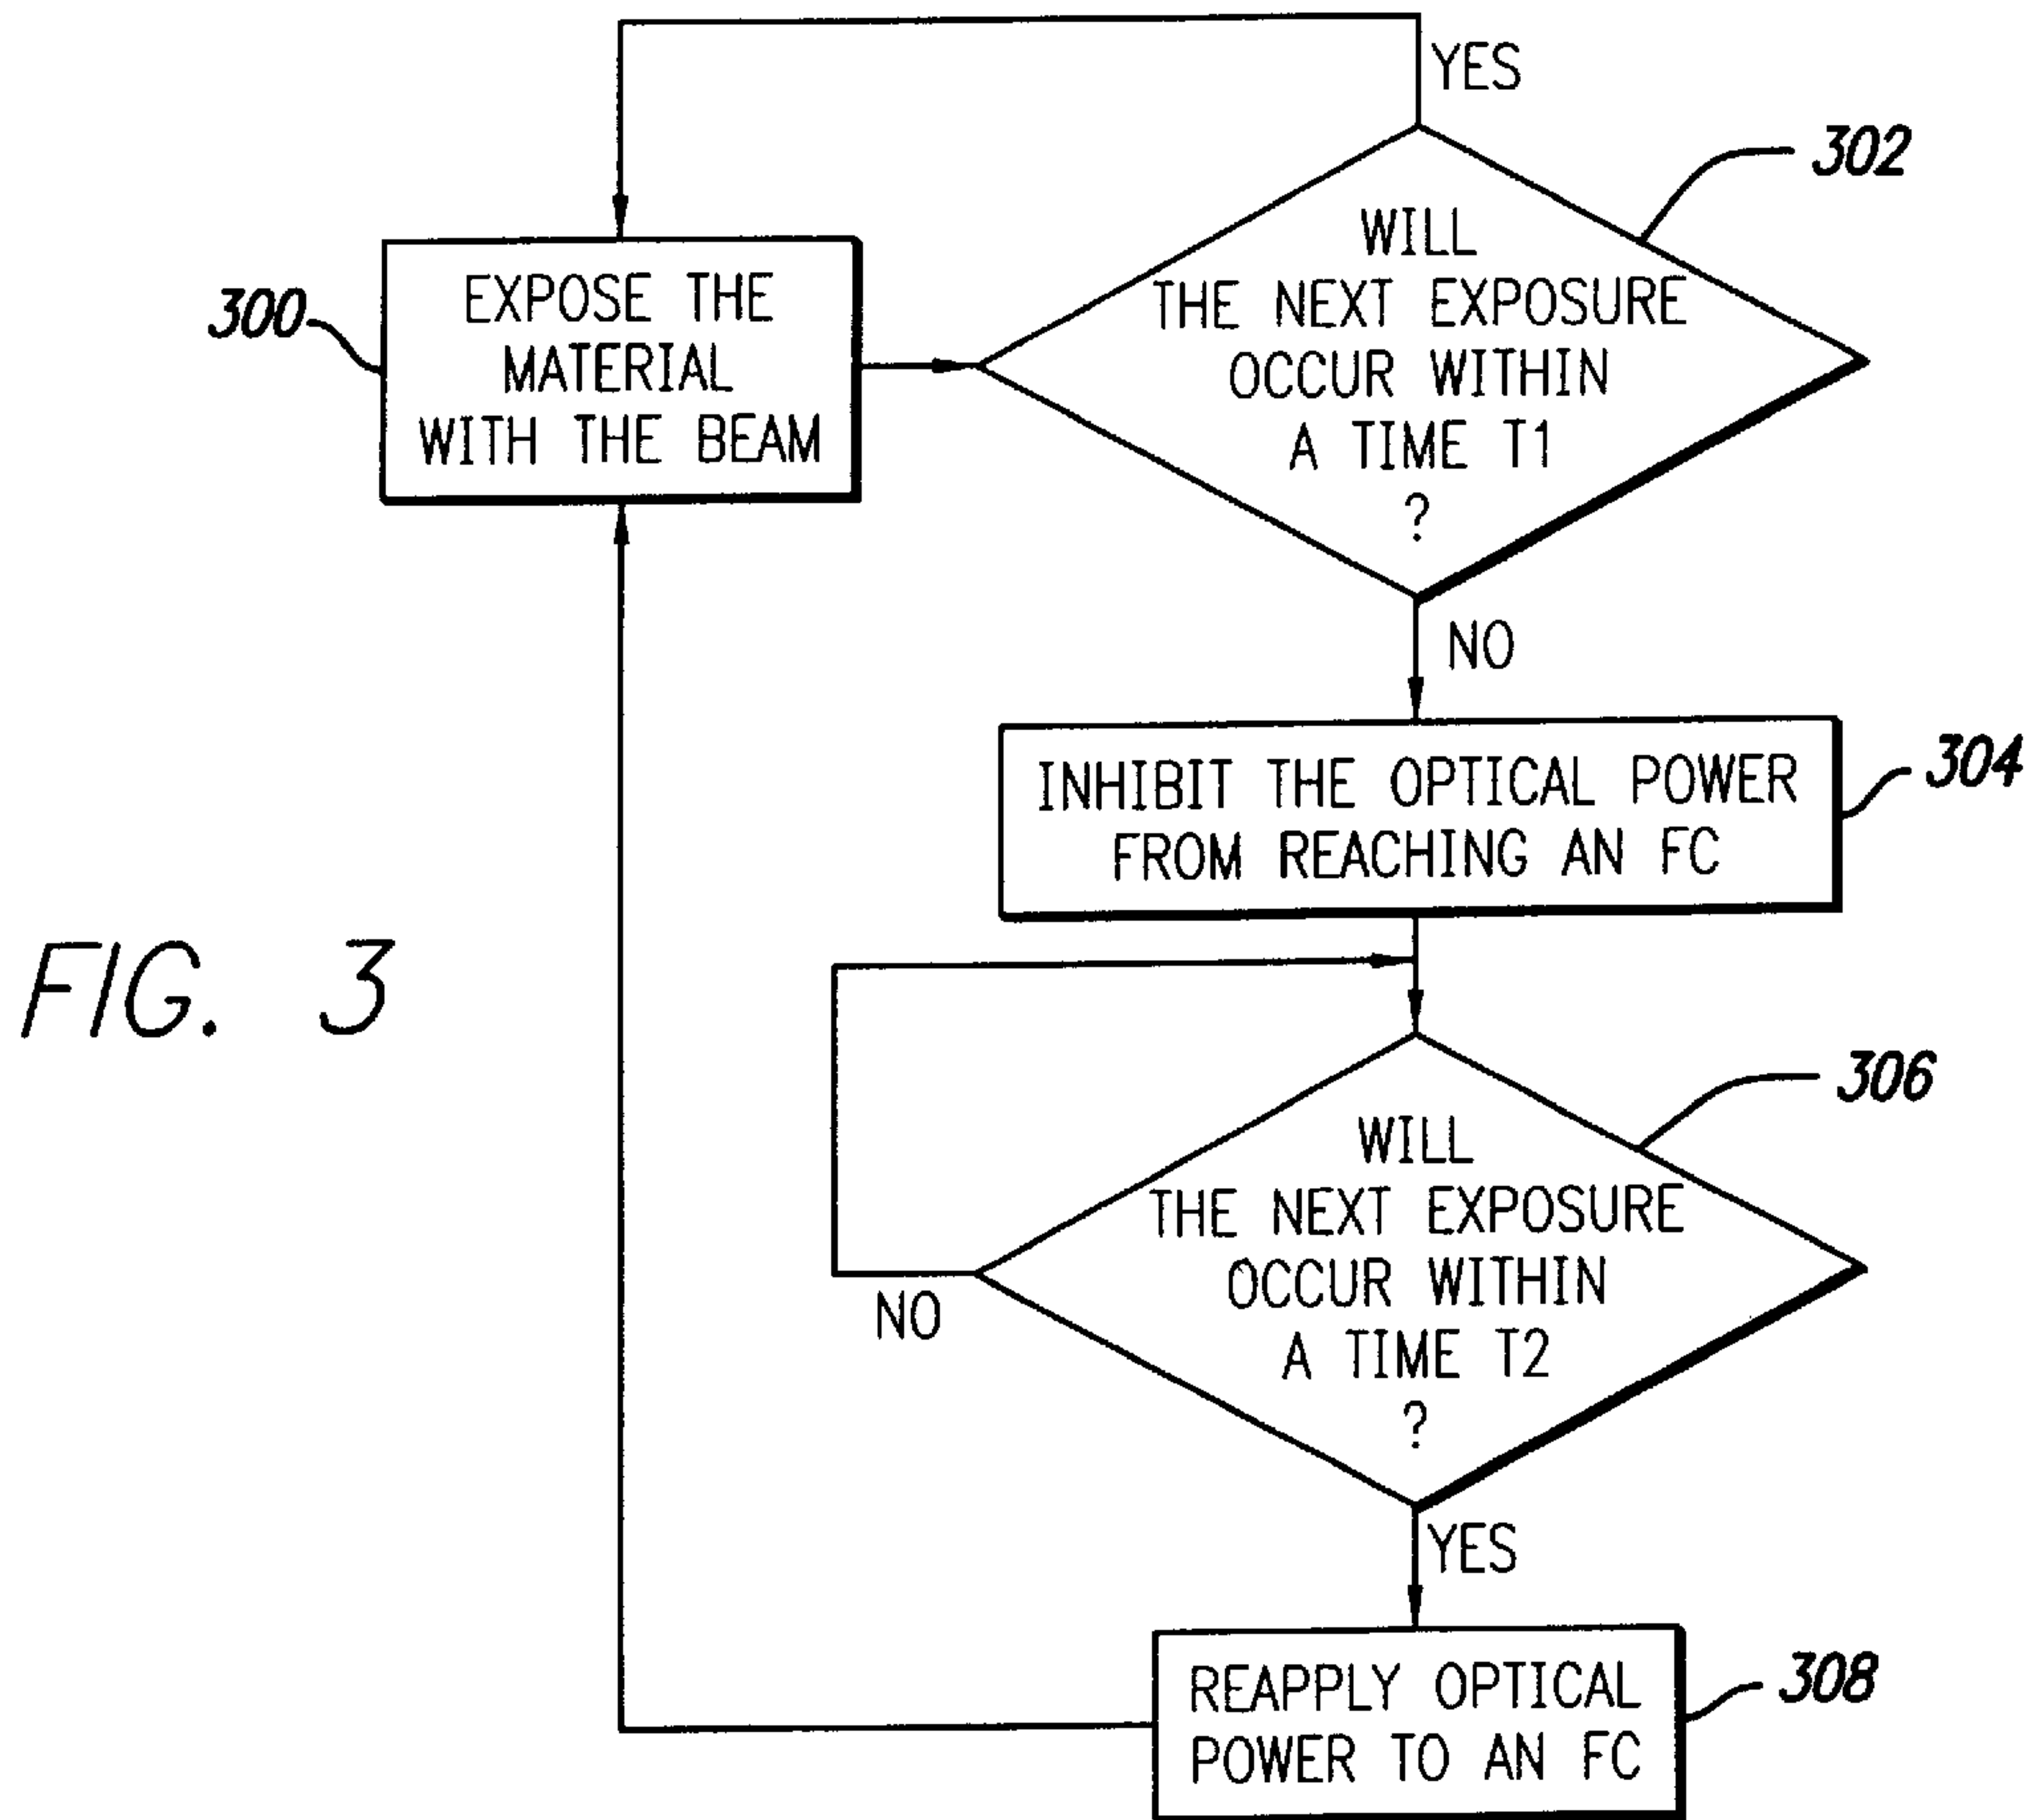 YES
302
WILL
THE NEXT EXPOSURE
OCCUR WITHIN
A TIME T1
?
300
EXPOSE THE
MATERIAL
WITH THE BEAM
NO
INHIBIT THE OPTICAL POWER
FROM REACHING AN FC
304
FIG. 3
306
WILL
THE NEXT EXPOSURE
OCCUR WITHIN
A TIME T2
?
NO
YES
REAPPLY OPTICAL
POWER TO AN FC
308